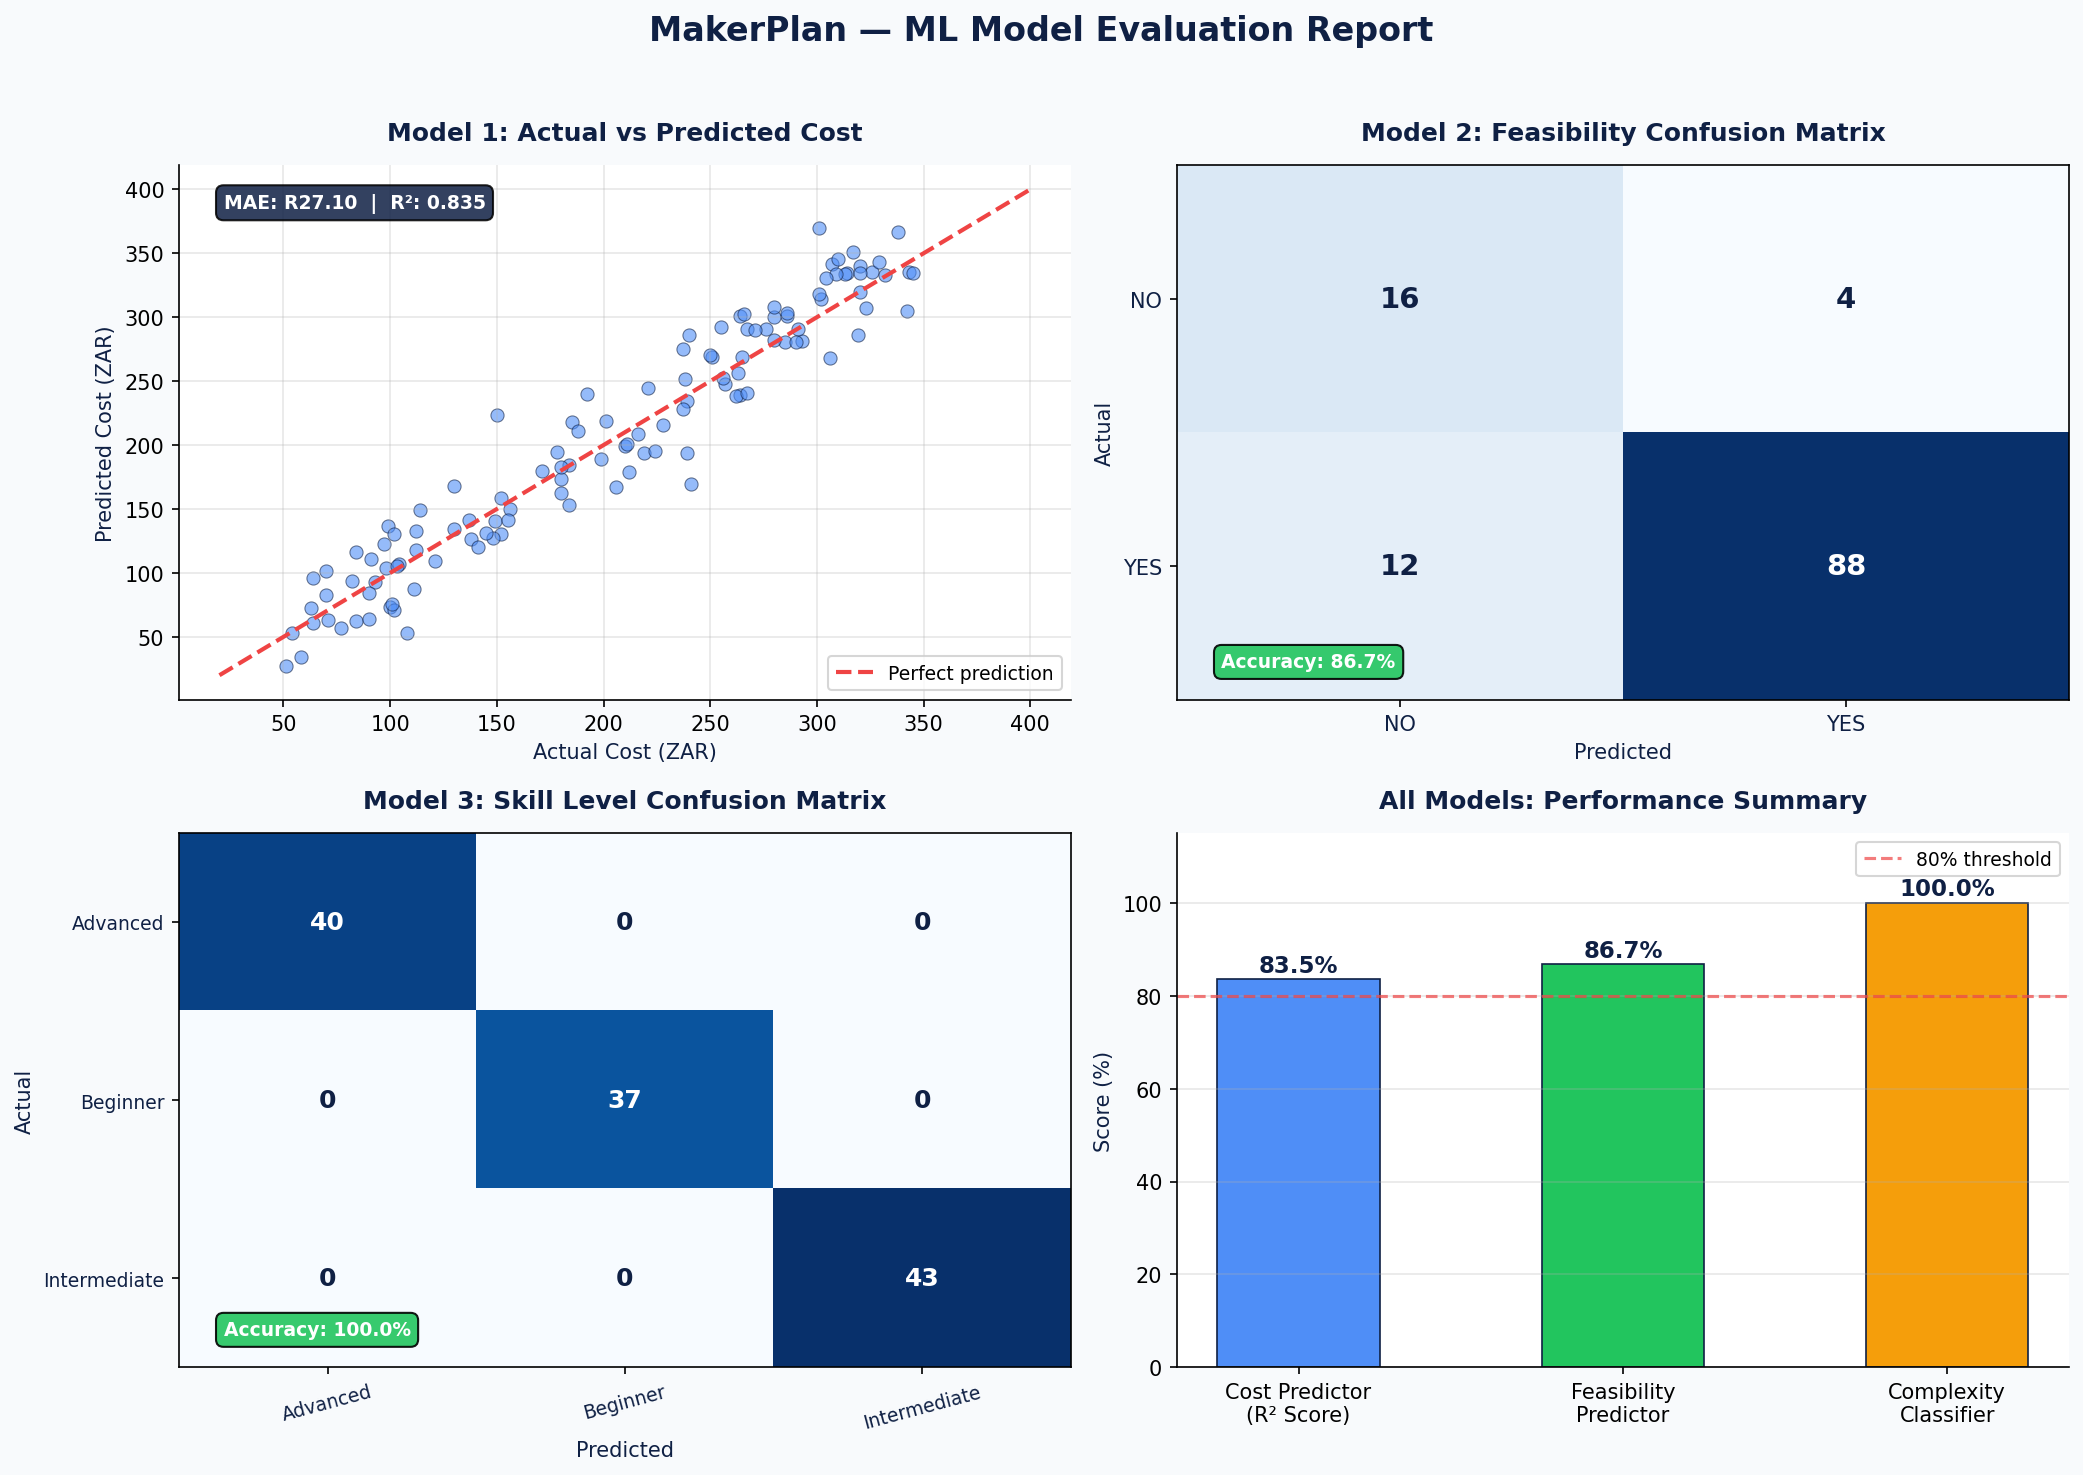 MakerPlan — ML Model Evaluation Report
Model 1: Actual vs Predicted Cost
MAE: R27.10 | R²: 0.835
Predicted Cost (ZAR)
400
350
300
250
200
150
100
50
50 100 150 200 250 300 350 400
Actual Cost (ZAR)
Perfect prediction
Model 2: Feasibility Confusion Matrix
Actual
NO
YES
16 4
12 88
Accuracy: 86.7%
NO YES
Predicted
Model 3: Skill Level Confusion Matrix
Actual
Advanced
Beginner
Intermediate
40 0 0
0 37 0
0 0 43
Accuracy: 100.0%
Advanced Beginner Intermediate
Predicted
All Models: Performance Summary
80% threshold
Score (%)
100
80
60
40
20
0
83.5% 86.7% 100.0%
Cost Predictor
(R² Score)
Feasibility
Predictor
Complexity
Classifier